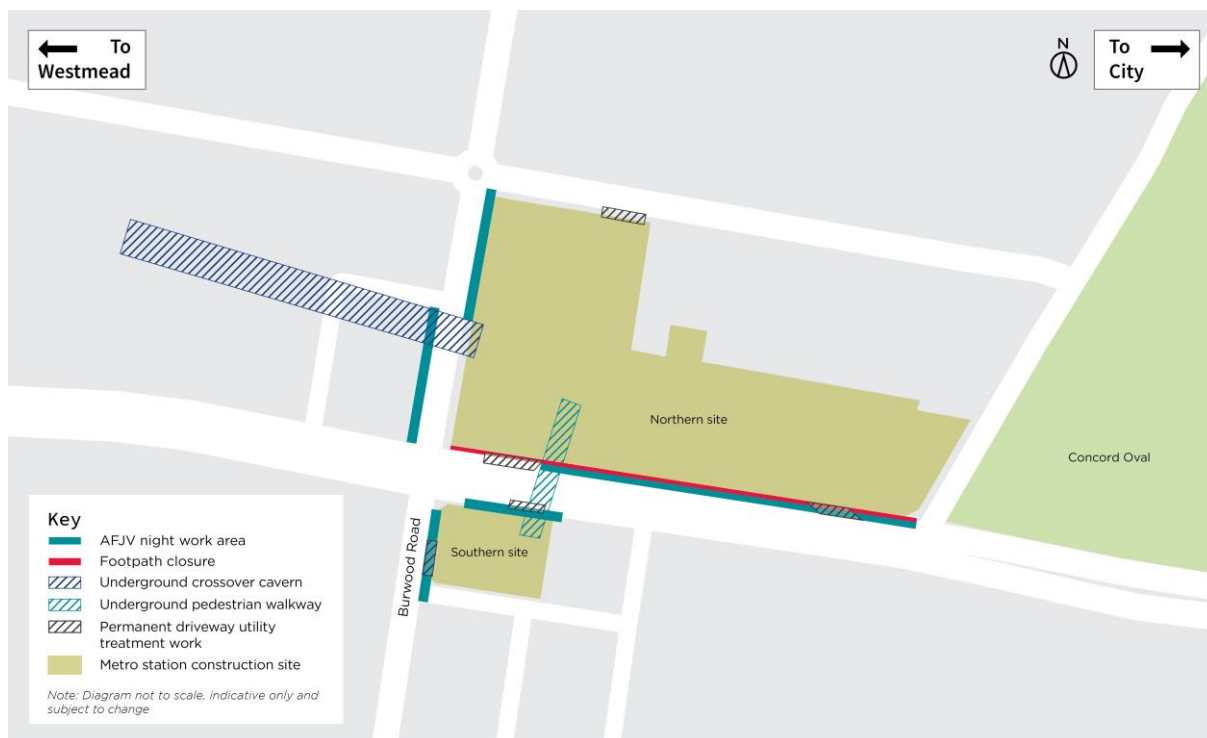 To
Westmead
N
To
City
Northern site
Concord Oval
Southern site
Burwood Road
Key
AFJV night work area
Footpath closure
Underground crossover cavern
Underground pedestrian walkway
Permanent driveway utility
treatment work
Metro station construction site
Note: Diagram not to scale, indicative only and
subject to change